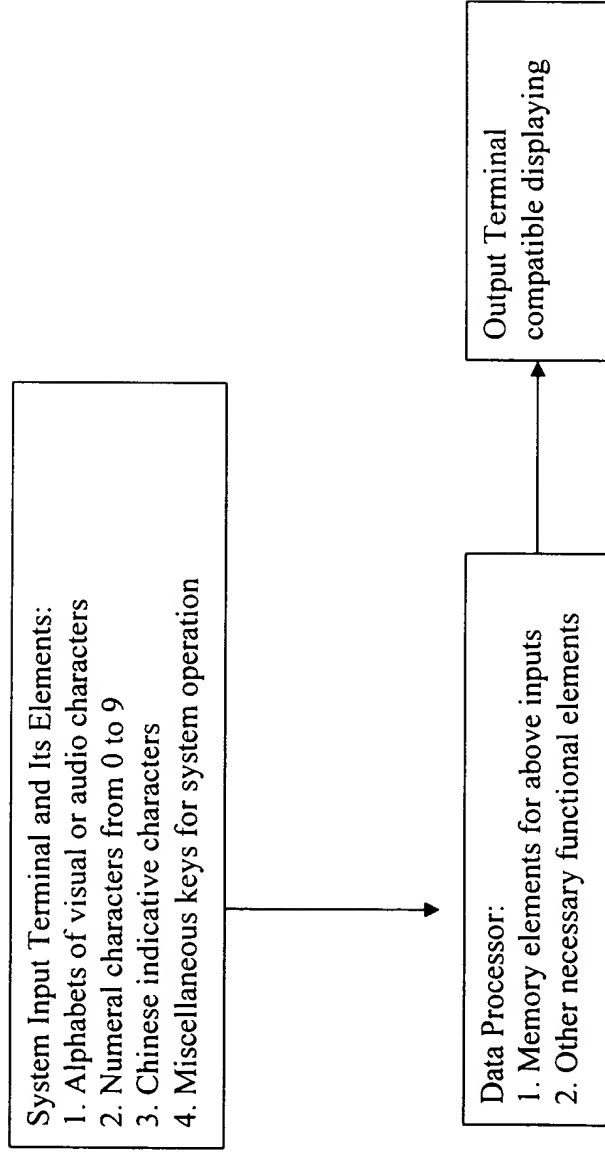 System Input Terminal and Its Elements:
1. Alphabets of visual or audio characters
2. Numeral characters from 0 to 9
3. Chinese indicative characters
4. Miscellaneous keys for system operation
Data Processor:
1. Memory elements for above inputs
2. Other necessary functional elements
Output Terminal
compatible displaying